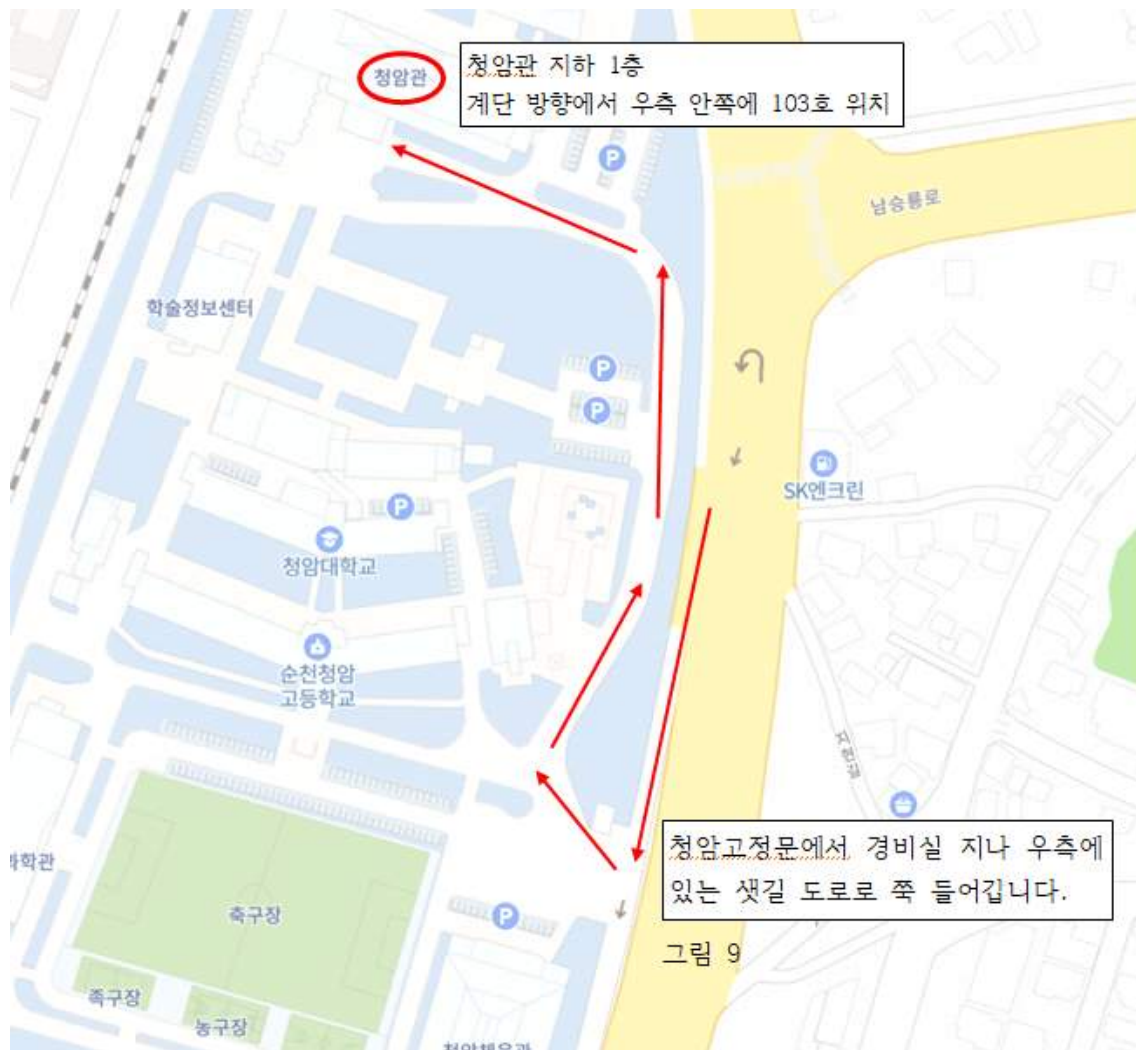 청암관
청암관 지하 1층
계단 방향에서 우측 안쪽에 103호 위치
P
남승룡로
학술정보센터
P
P
SK엔크린
P
청암대학교
순천청암
고등학교
축구장
청암고정문에서 경비실 지나 우측에
있는 샛길 도로로 쭉 들어깁니다.
P
그림 9
족구장
농구장